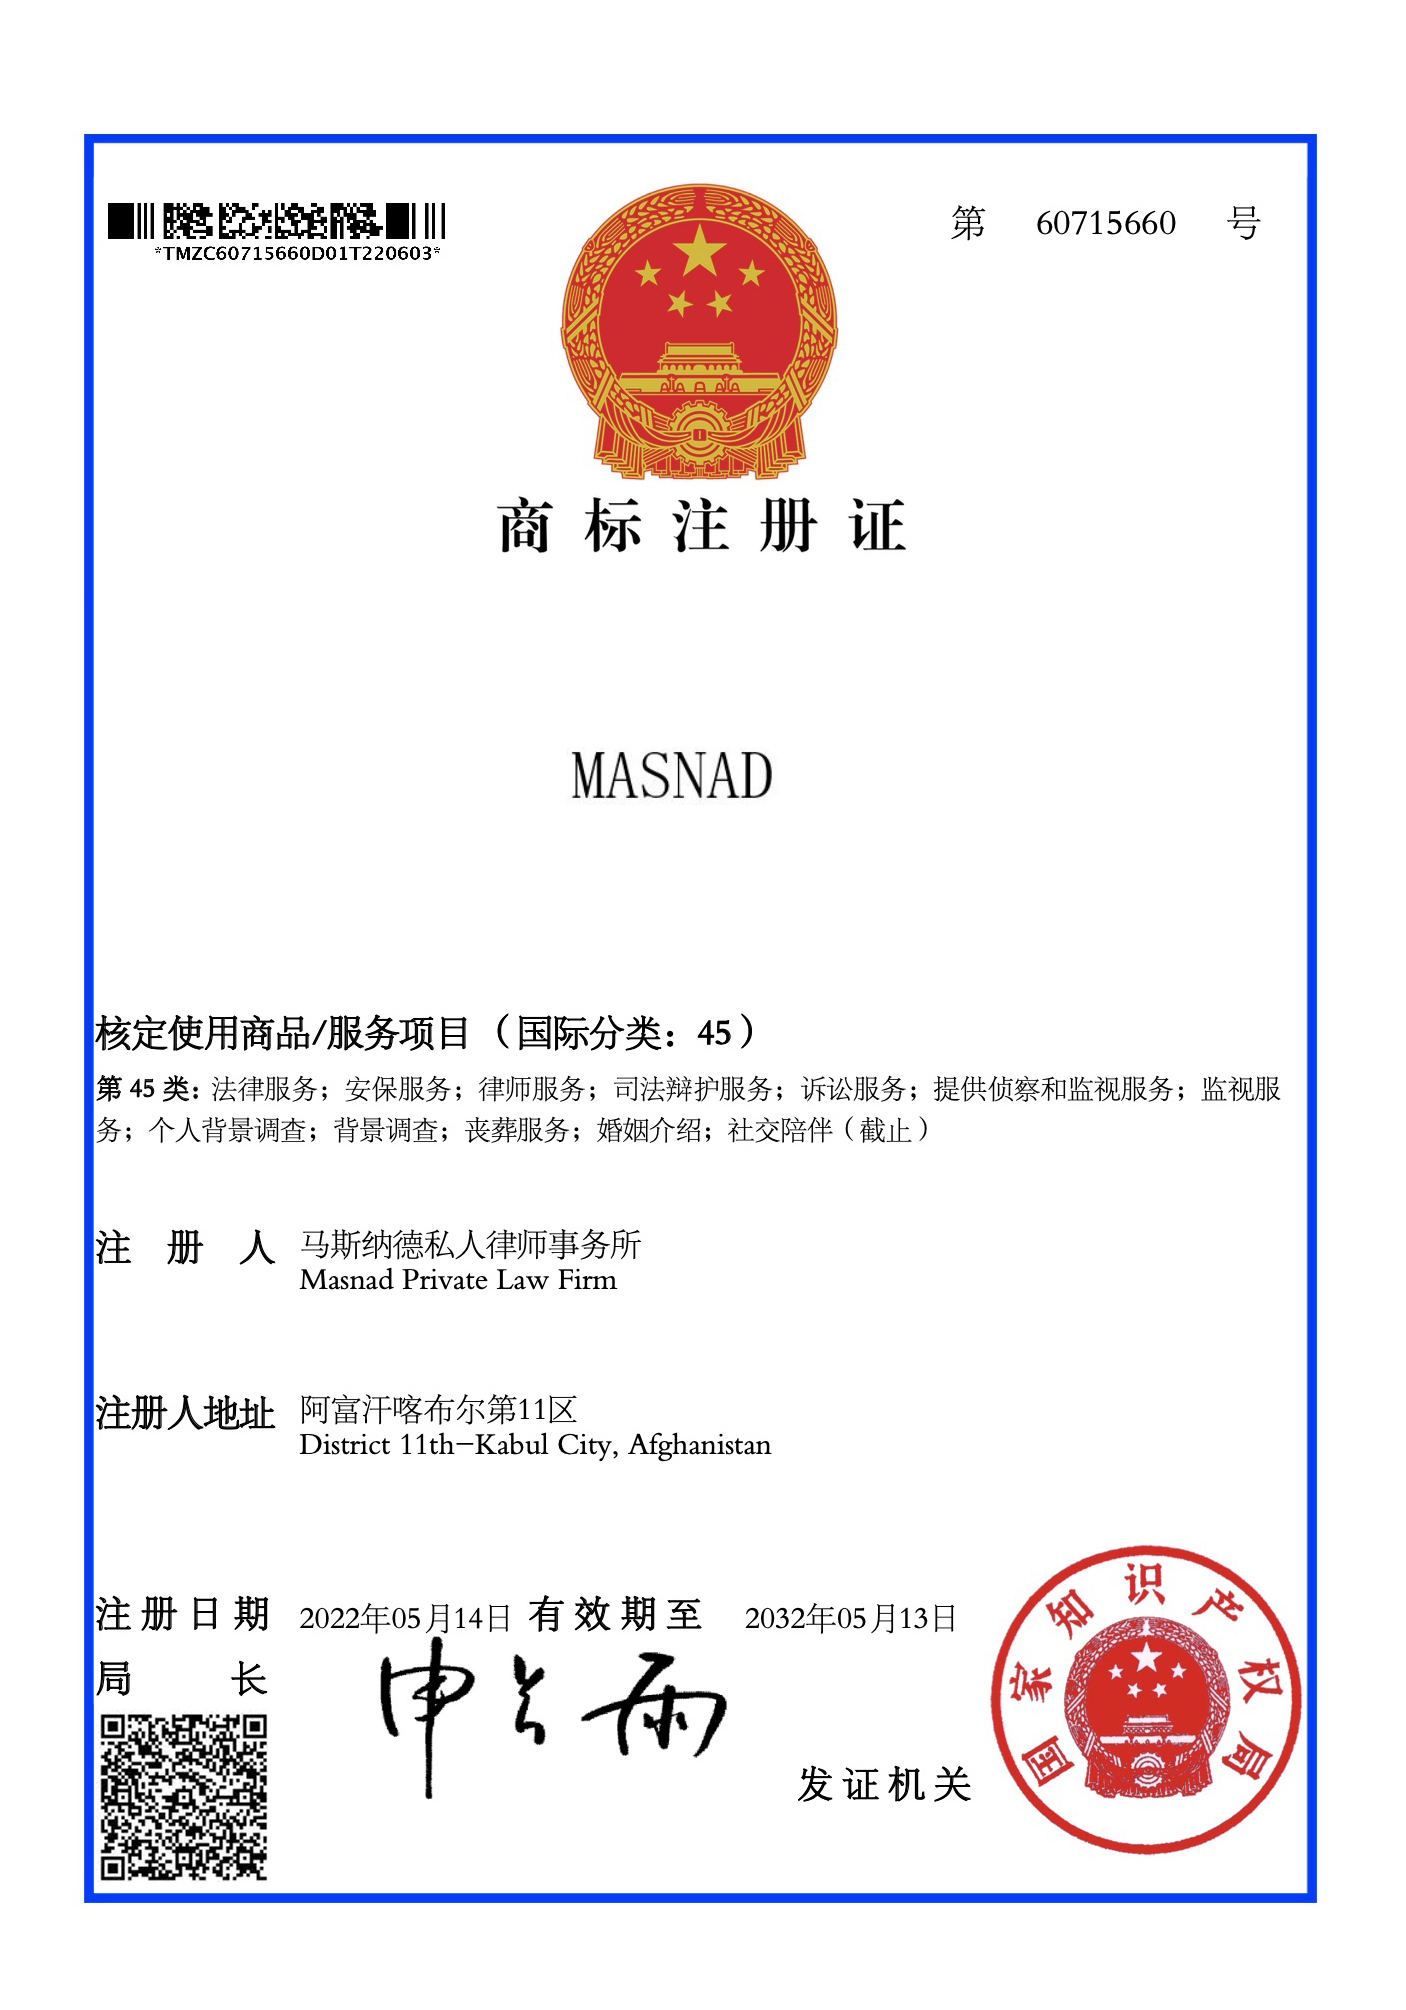 *TMZC60715660D01T220603*
第 60715660 号
商标注册证
MASNAD
核定使用商品/服务项目（国际分类：45）
第 45 类：法律服务；安保服务；律师服务；司法辩护服务；诉讼服务；提供侦察和监视服务；监视服
务；个人背景调查；背景调查；丧葬服务；婚姻介绍；社交陪伴（截止）
注册人 马斯纳德私人律师事务所
Masnad Private Law Firm
注册人地址 阿富汗喀布尔第11区
District 11th-Kabul City, Afghanistan
注册日期 2022年05月14日 有效期至 2032年05月13日
局长 申长雨
发证机关
国家知识产权局